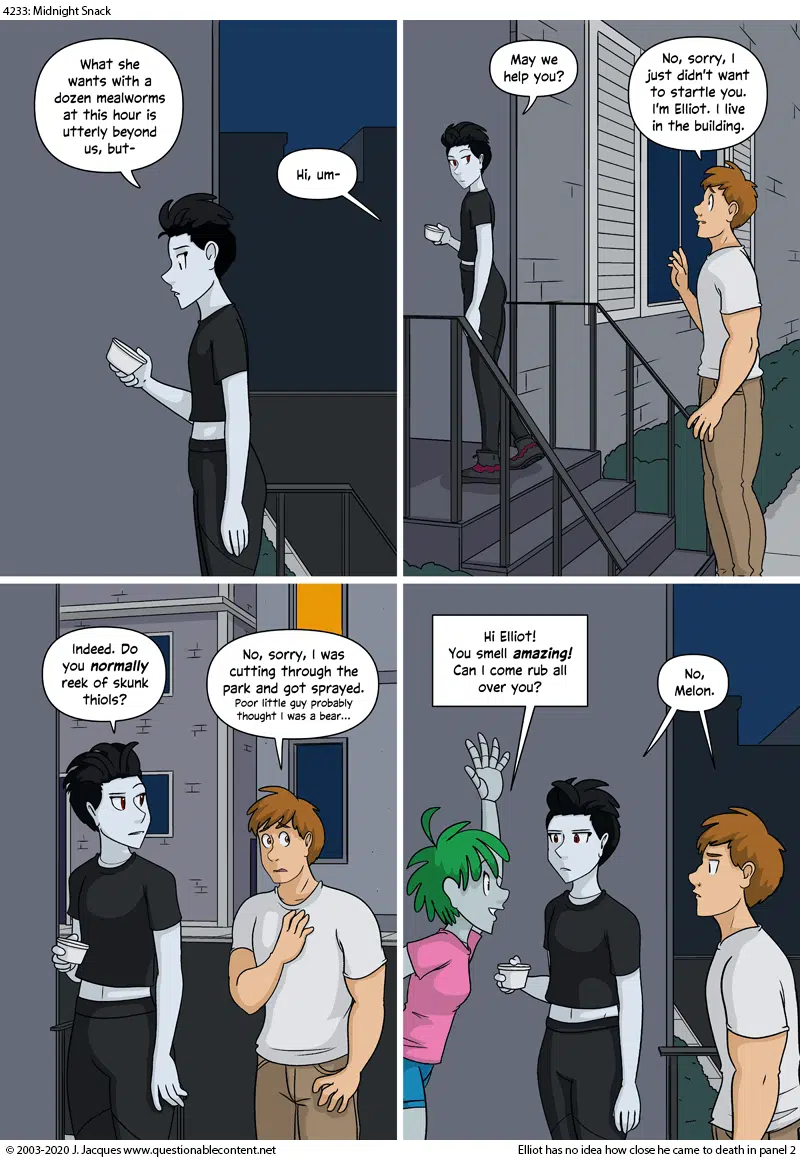 4233: Midnight Snack
What she
wants with a
dozen mealworms
at this hour is
utterly beyond
us, but-
Hi, um-
May we
help you?
No, sorry, I
just didn't want
to startle you.
I'm Elliot. I live
in the building.
Indeed. Do
you normally
reek of skunk
thiols?
No, sorry, I was
cutting through the
park and got sprayed.
Poor little guy probably
thought I was a bear...
Hi Elliot!
You smell amazing!
Can I come rub all
over you?
No,
Melon.
© 2003-2020 J. Jacques www.questionablecontent.net
Elliot has no idea how close he came to death in panel 2